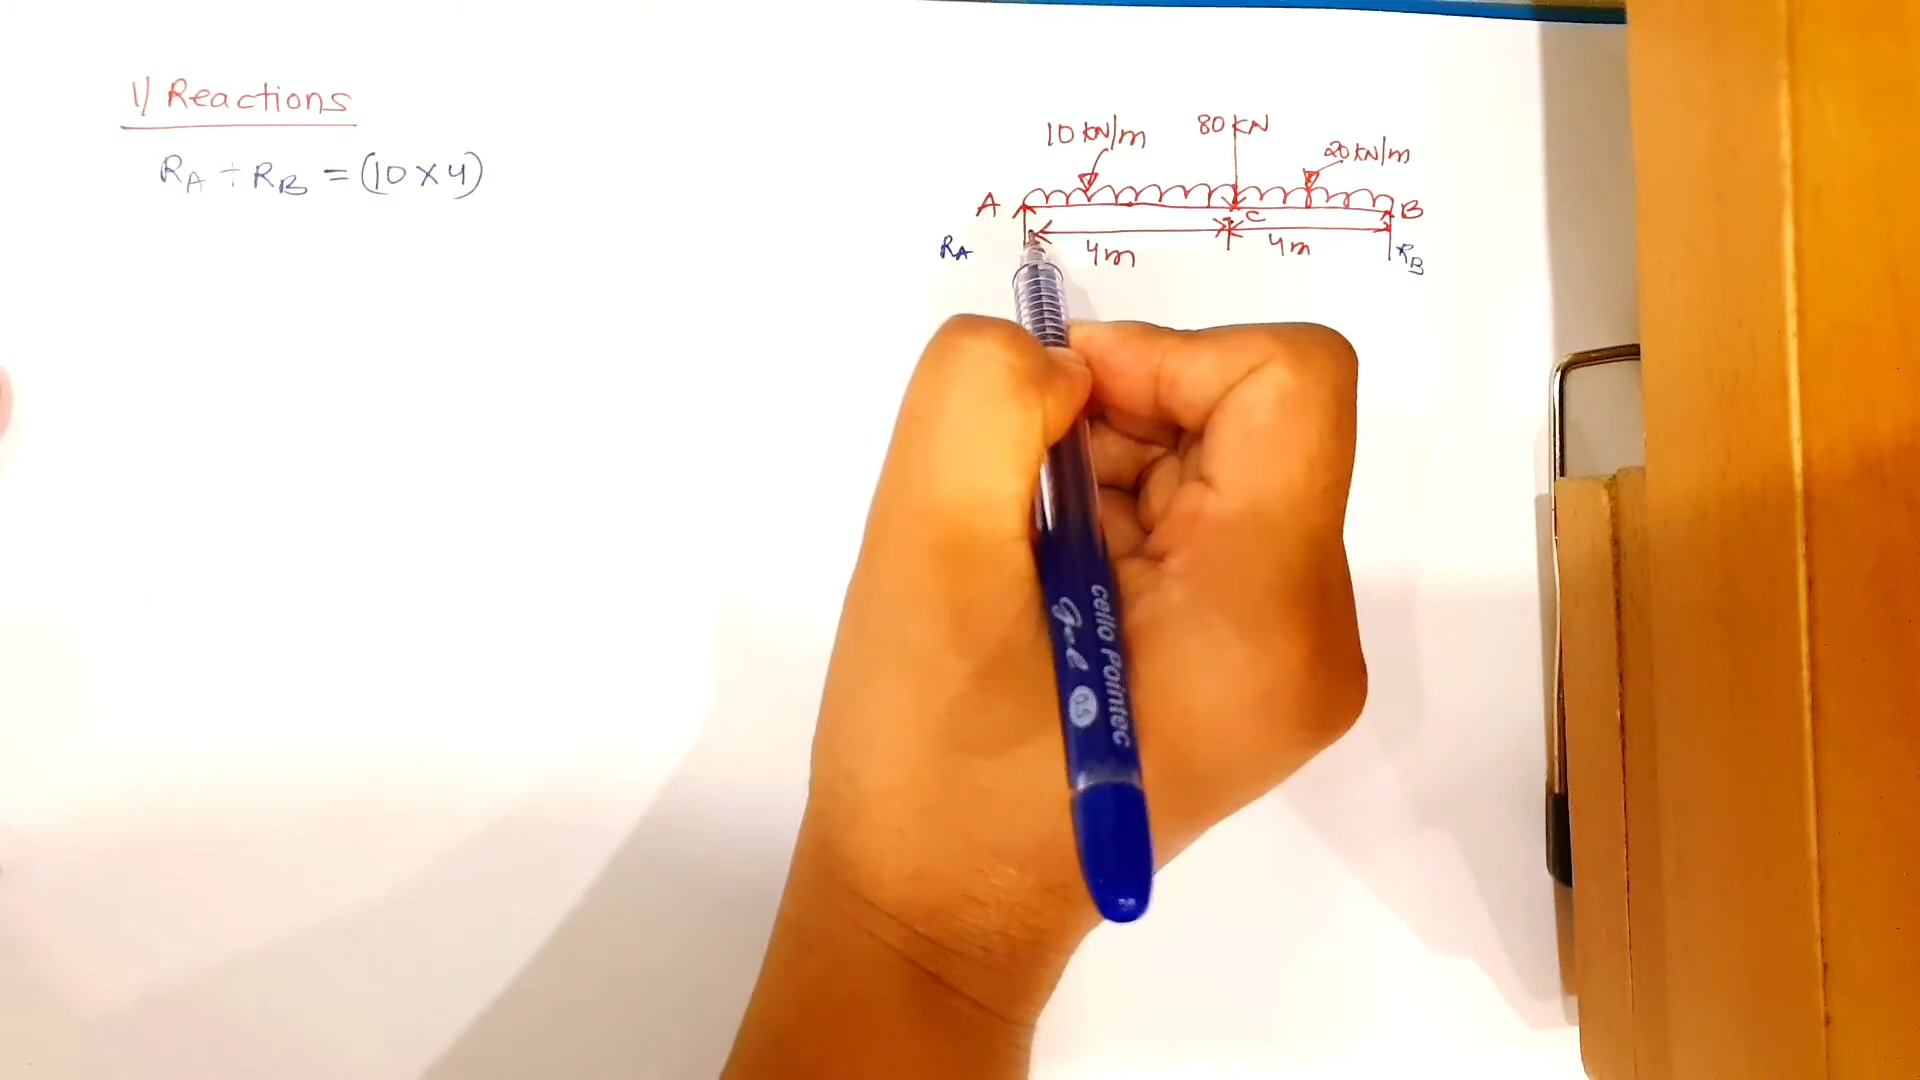 1) Reactions
RA + RB = (10 × 4)
10 kN/m
80 kN
20 kN/m
A
C
B
RA
4m
4m
RB
cello Pointec
Gel 0.5